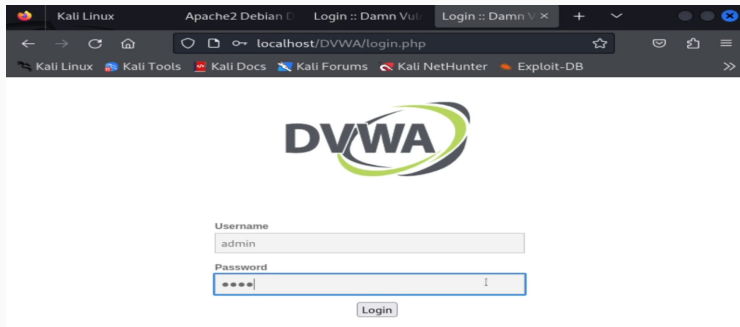 Kali Linux Apache2 Debian D Login :: Damn Vul Login :: Damn V
localhost/DVWA/login.php
Kali Linux Kali Tools Kali Docs Kali Forums Kali NetHunter Exploit-DB
DVWA
Username
admin
Password
Login